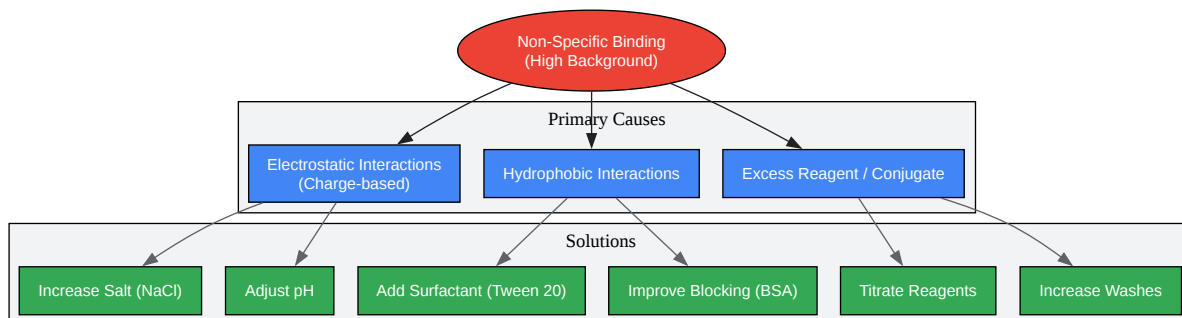 Non-Specific Binding
(High Background)
Primary Causes
Electrostatic Interactions
(Charge-based)
Hydrophobic Interactions
Excess Reagent / Conjugate
Solutions
Increase Salt (NaCl)
Adjust pH
Add Surfactant (Tween 20)
Improve Blocking (BSA)
Titrate Reagents
Increase Washes